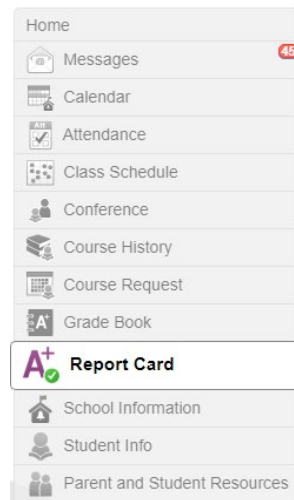 Home
Messages 45
Calendar
Attendance
Class Schedule
Conference
Course History
Course Request
A+ Grade Book
A+ Report Card
School Information
Student Info
Parent and Student Resources